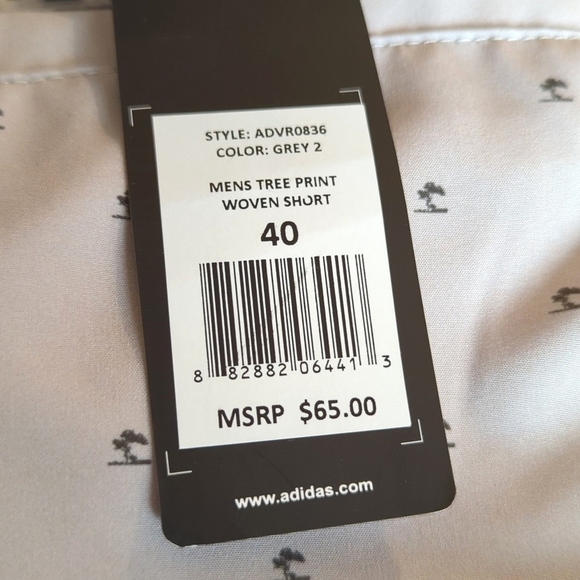 STYLE: ADVR0836
COLOR: GREY 2
MENS TREE PRINT
WOVEN SHORT
40
8 82882 06441 3
MSRP $65.00
www.adidas.com